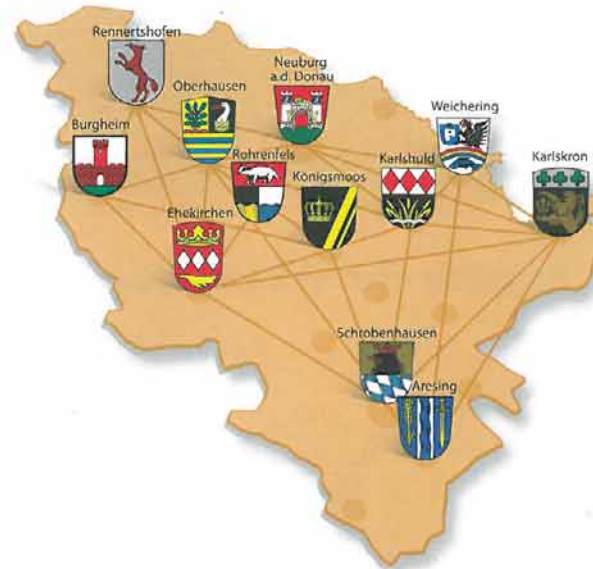 Rennertshofen
Neuburg
a.d. Donau
Oberhausen
Weichering
Burgheim
Rohrenfels
Karlshuld
Karlskron
Königsmoos
Ehekirchen
Schrobenhausen
Aresing